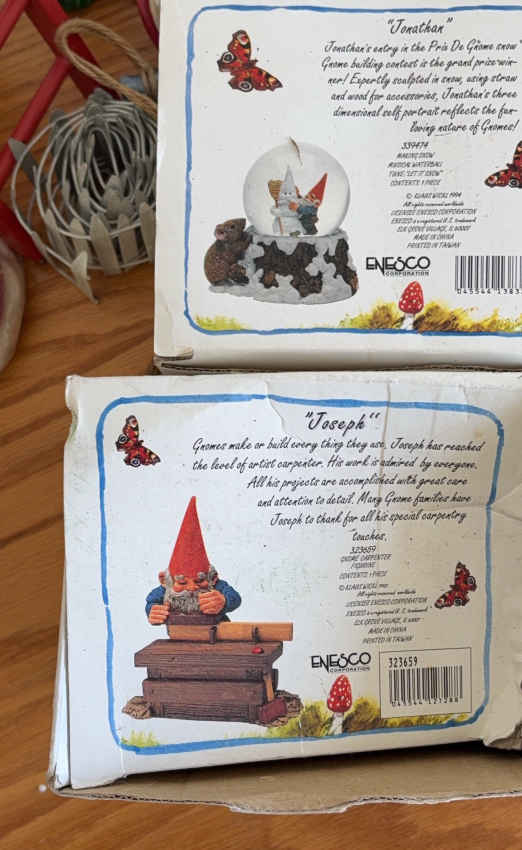 "Jonathan"
Jonathan's entry in the Prix De Gnome snow
Gnome building contest is the grand prize win-
ner! Expertly sculpted in snow, using straw
and wood for accessories, Jonathan's three
dimensional self portrait reflects the fun-
loving nature of Gnomes!
339474
MAKING SNOW
MUSICAL WATERBALL
TUNE: "LET IT SNOW"
CONTENTS: 1 PIECE
All rights reserved worldwide
LICENSEE ENESCO CORPORATION
ENESCO is a registered U.S. trademark
ELK GROVE VILLAGE, IL 60007
MADE IN CHINA
PRINTED IN TAIWAN
ENESCO
CORPORATION
"Joseph"
Gnomes make or build every thing they use. Joseph has reached
the level of artist carpenter. His work is admired by everyone.
All his projects are accomplished with great care
and attention to detail. Many Gnome families have
Joseph to thank for all his special carpentry
touches.
323659
GNOME CARPENTER
FIGURINE
CONTENTS: 1 PIECE
All rights reserved worldwide
LICENSEE ENESCO CORPORATION
ENESCO is a registered U.S. trademark
ELK GROVE VILLAGE, IL 60007
MADE IN CHINA
PRINTED IN TAIWAN
ENESCO
CORPORATION
323659